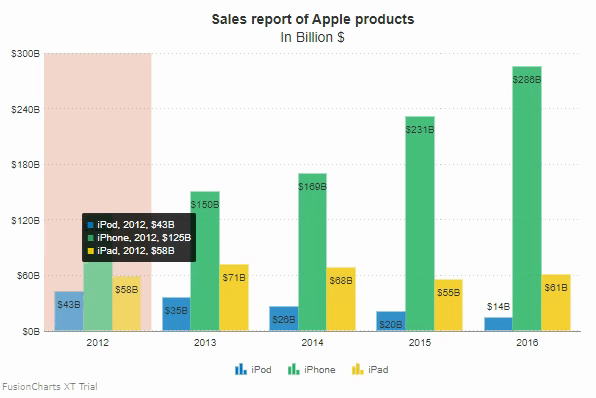 Sales report of Apple products
In Billion $
$300B
$240B
$180B
$120B
$60B
$0B
iPod, 2012, $43B
iPhone, 2012, $125B
iPad, 2012, $58B
$43B
$58B
$35B
$150B
$71B
$169B
$68B
$20B
$231B
$55B
$14B
$286B
$61B
2012
2013
2014
2015
2016
iPod
iPhone
iPad
FusionCharts XT Trial